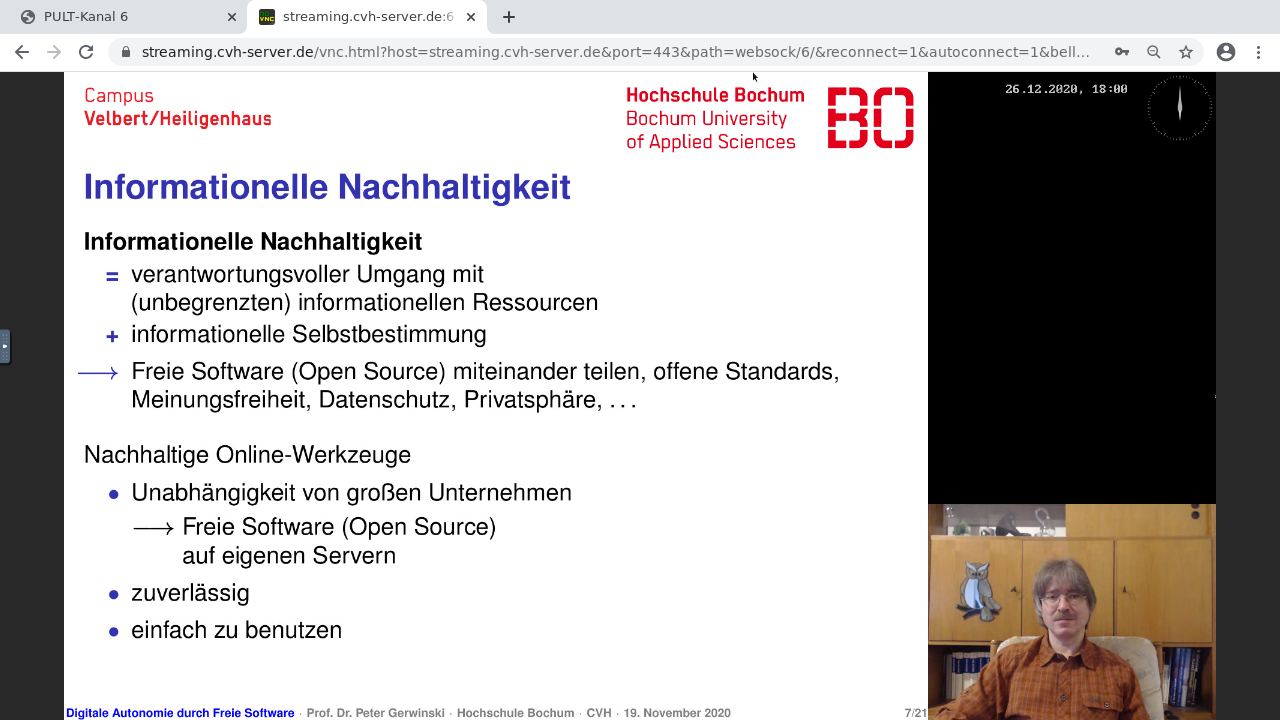 PULT-Kanal 6
streaming.cvh-server.de:6
streaming.cvh-server.de/vnc.html?host=streaming.cvh-server.de&port=443&path=websock/6/&reconnect=1&autoconnect=1&bell...
Campus
Velbert/Heiligenhaus
Hochschule Bochum
Bochum University
of Applied Sciences
BO
26.12.2020, 18:00
Informationelle Nachhaltigkeit
Informationelle Nachhaltigkeit
= verantwortungsvoller Umgang mit
(unbegrenzten) informationellen Ressourcen
+ informationelle Selbstbestimmung
⟶ Freie Software (Open Source) miteinander teilen, offene Standards,
Meinungsfreiheit, Datenschutz, Privatsphäre, ...
Nachhaltige Online-Werkzeuge
• Unabhängigkeit von großen Unternehmen
⟶ Freie Software (Open Source)
auf eigenen Servern
• zuverlässig
• einfach zu benutzen
Digitale Autonomie durch Freie Software · Prof. Dr. Peter Gerwinski · Hochschule Bochum · CVH · 19. November 2020
7/21